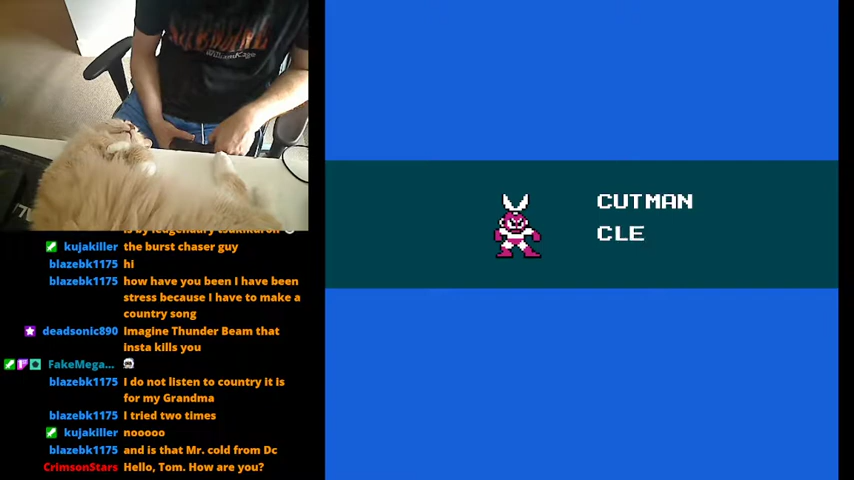 WilliamKage
kujakiller the burst chaser guy
blazebk1175 hi
blazebk1175 how have you been I have been
stress because I have to make a
country song
deadsonic890 Imagine Thunder Beam that
insta kills you
FakeMega...
blazebk1175 I do not listen to country it is
for my Grandma
blazebk1175 I tried two times
kujakiller nooooo
blazebk1175 and is that Mr. cold from Dc
CrimsonStars Hello, Tom. How are you?
CUTMAN
CLE